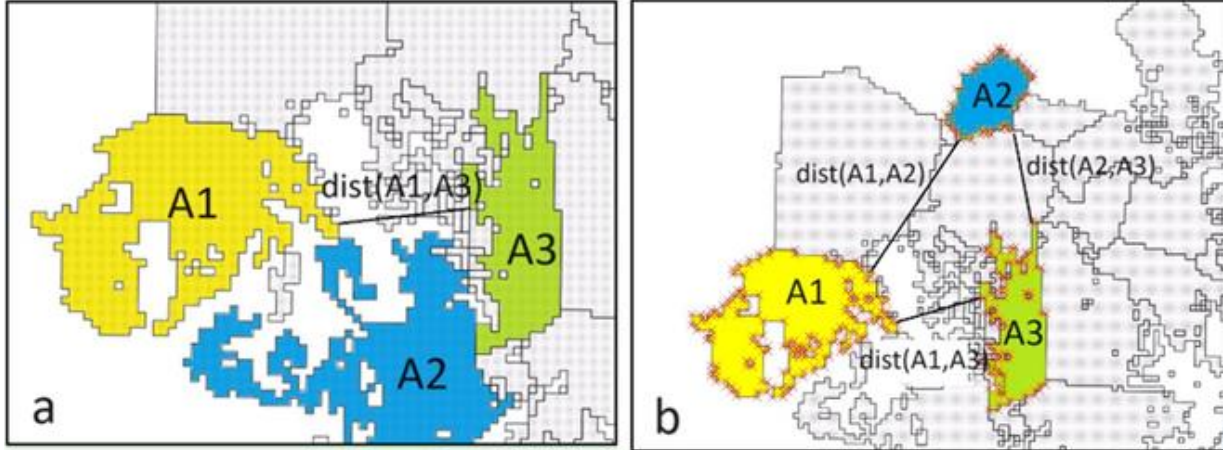 A1
dist(A1,A3)
A3
A2
a
A2
dist(A1,A2)
dist(A2,A3)
A1
A3
dist(A1,A3)
b